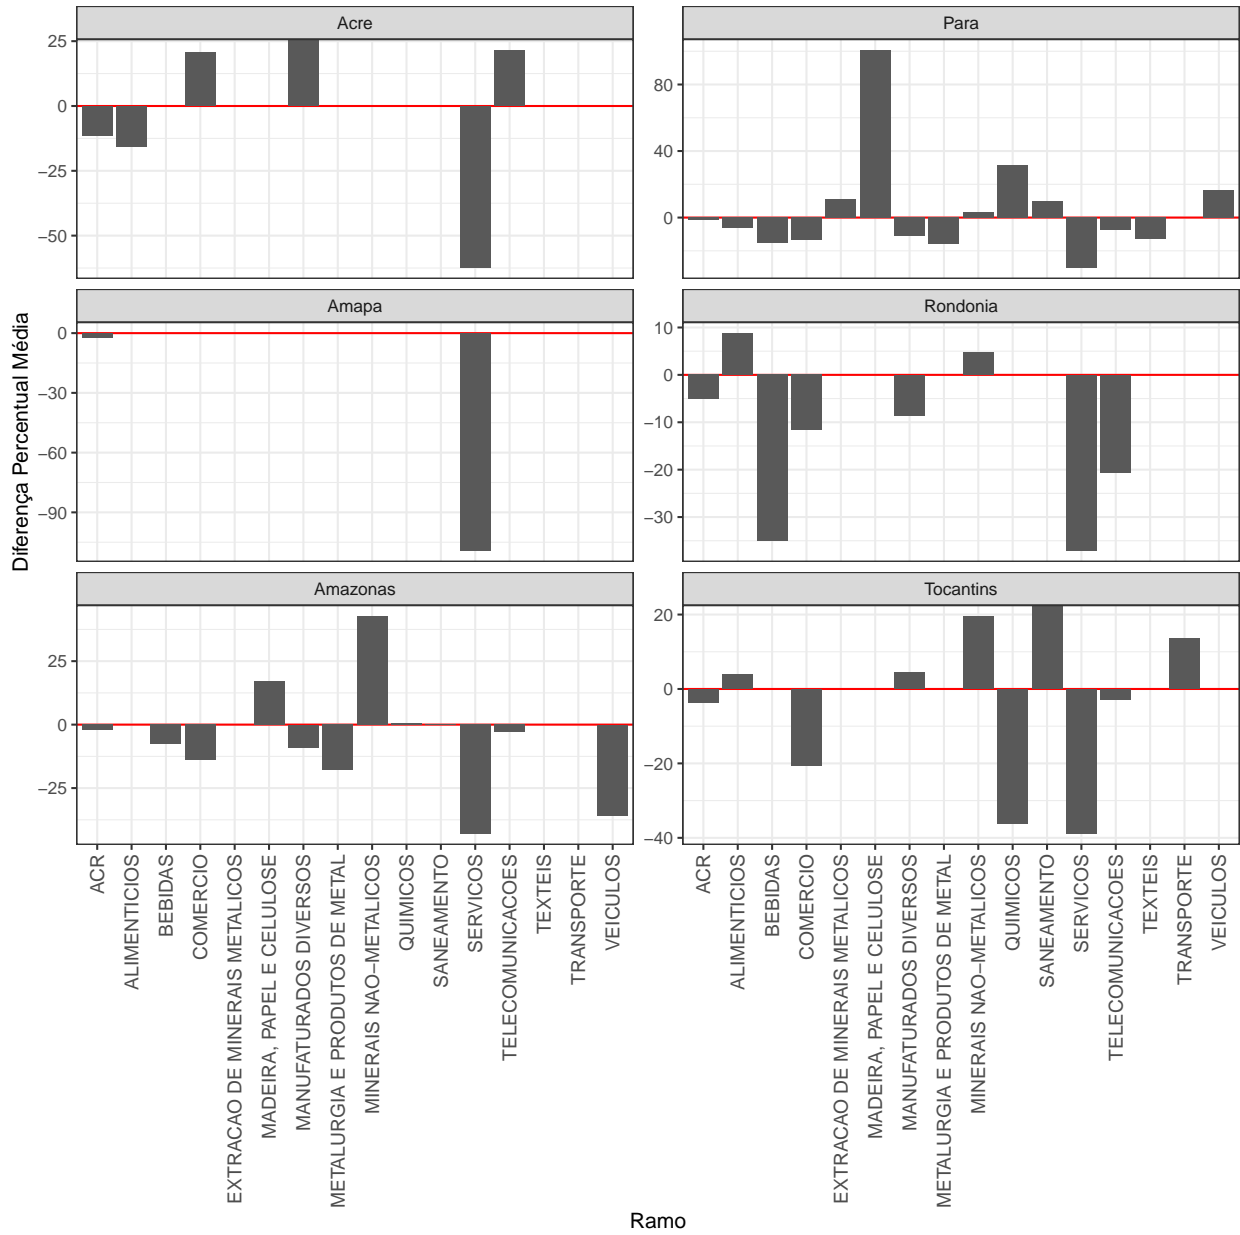 Acre
25
0
−25
−50
Para
80
40
0
Amapa
0
−30
−60
−90
Rondonia
10
0
−10
−20
−30
Amazonas
25
0
−25
Tocantins
20
0
−20
−40
Diferença Percentual Média
ACR
ALIMENTICIOS
BEBIDAS
COMERCIO
EXTRACAO DE MINERAIS METALICOS
MADEIRA, PAPEL E CELULOSE
MANUFATURADOS DIVERSOS
METALURGIA E PRODUTOS DE METAL
MINERAIS NAO−METALICOS
QUIMICOS
SANEAMENTO
SERVICOS
TELECOMUNICACOES
TEXTEIS
TRANSPORTE
VEICULOS
ACR
ALIMENTICIOS
BEBIDAS
COMERCIO
EXTRACAO DE MINERAIS METALICOS
MADEIRA, PAPEL E CELULOSE
MANUFATURADOS DIVERSOS
METALURGIA E PRODUTOS DE METAL
MINERAIS NAO−METALICOS
QUIMICOS
SANEAMENTO
SERVICOS
TELECOMUNICACOES
TEXTEIS
TRANSPORTE
VEICULOS
Ramo